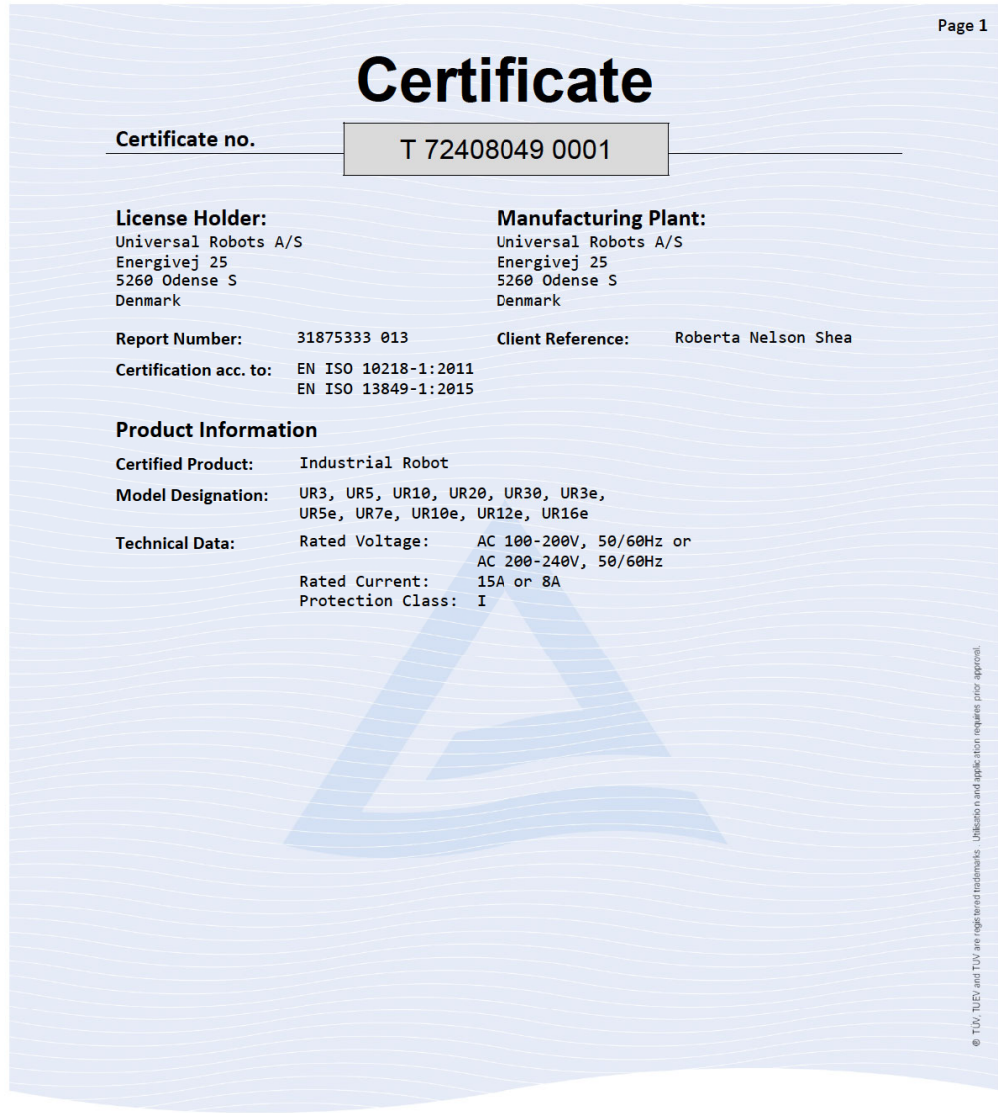 Page 1
Certificate
Certificate no.
T 72408049 0001
License Holder:
Universal Robots A/S
Energivej 25
5260 Odense S
Denmark
Manufacturing Plant:
Universal Robots A/S
Energivej 25
5260 Odense S
Denmark
Report Number: 31875333 013
Client Reference: Roberta Nelson Shea
Certification acc. to: EN ISO 10218-1:2011
EN ISO 13849-1:2015
Product Information
Certified Product: Industrial Robot
Model Designation: UR3, UR5, UR10, UR20, UR30, UR3e,
UR5e, UR7e, UR10e, UR12e, UR16e
Technical Data: Rated Voltage: AC 100-200V, 50/60Hz or
AC 200-240V, 50/60Hz
Rated Current: 15A or 8A
Protection Class: I
® TÜV, TUEV and TUV are registered trademarks. Utilisation and application requires prior approval.